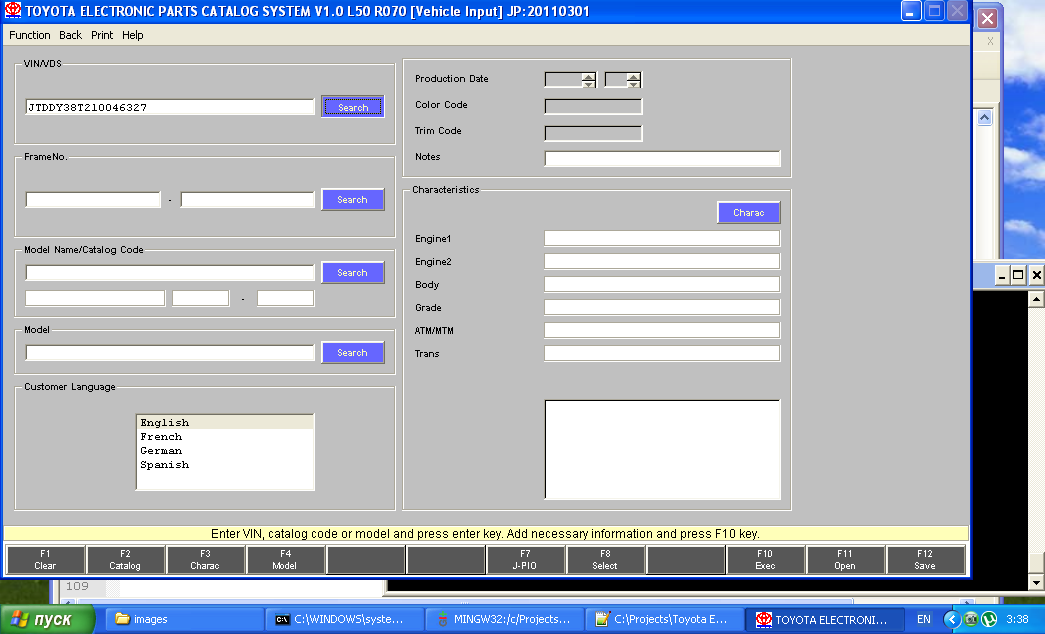 TOYOTA ELECTRONIC PARTS CATALOG SYSTEM V1.0 L50 R070 [Vehicle Input] JP:20110301
Function Back Print Help
VIN/VDS
JTDDY38T210046327 Search
FrameNo.
- Search
Model Name/Catalog Code
Search
-
Model
Search
Customer Language
English
French
German
Spanish
Production Date
Color Code
Trim Code
Notes
Characteristics
Charac
Engine1
Engine2
Body
Grade
ATM/MTM
Trans
Enter VIN, catalog code or model and press enter key. Add necessary information and press F10 key.
F1 F2 F3 F4 F7 F8 F10 F11 F12
Clear Catalog Charac Model J-PIO Select Exec Open Save
109
пуск images C:\WINDOWS\syste... MINGW32:/c/Projects... C:\Projects\Toyota E... TOYOTA ELECTRONI... EN 3:38